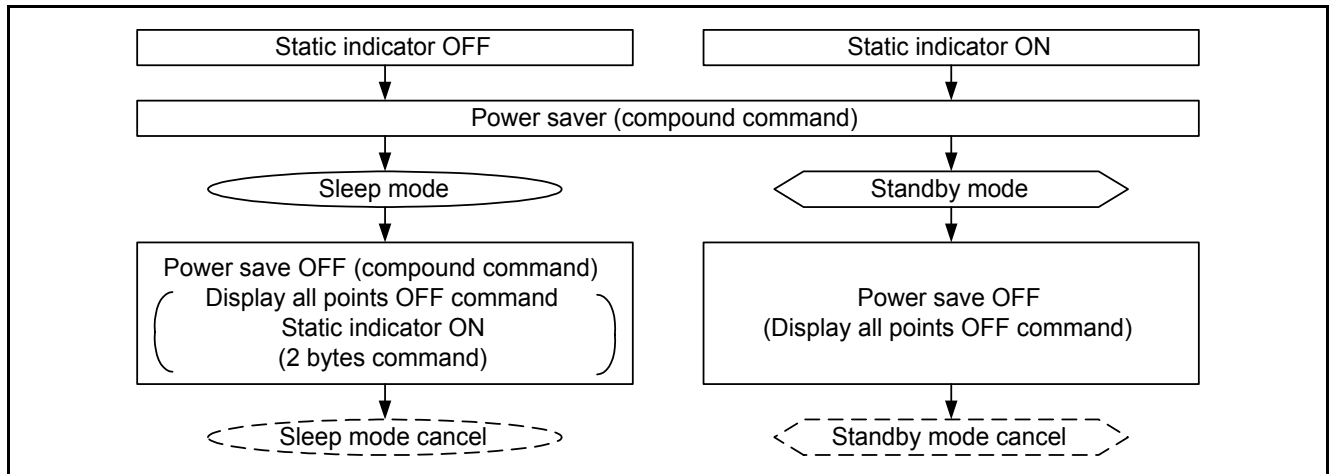 Static indicator OFF
Static indicator ON
Power saver (compound command)
Sleep mode
Standby mode
Power save OFF (compound command)
Display all points OFF command
Static indicator ON
(2 bytes command)
Power save OFF
(Display all points OFF command)
Sleep mode cancel
Standby mode cancel